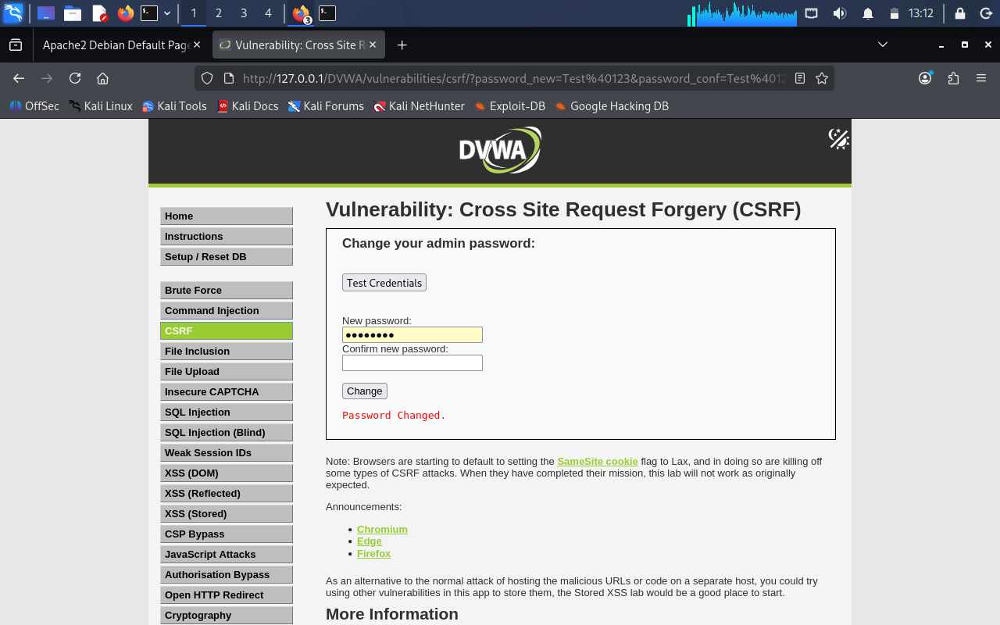 1 2 3 4 3 13:12
Apache2 Debian Default Page Vulnerability: Cross Site R
http://127.0.0.1/DVWA/vulnerabilities/csrf/?password_new=Test%40123&password_conf=Test%4012
OffSec Kali Linux Kali Tools Kali Docs Kali Forums Kali NetHunter Exploit-DB Google Hacking DB
DVWA
Home
Instructions
Setup / Reset DB
Brute Force
Command Injection
CSRF
File Inclusion
File Upload
Insecure CAPTCHA
SQL Injection
SQL Injection (Blind)
Weak Session IDs
XSS (DOM)
XSS (Reflected)
XSS (Stored)
CSP Bypass
JavaScript Attacks
Authorisation Bypass
Open HTTP Redirect
Cryptography
Vulnerability: Cross Site Request Forgery (CSRF)
Change your admin password:
Test Credentials
New password:
●●●●●●●●
Confirm new password:
Change
Password Changed.
Note: Browsers are starting to default to setting the SameSite cookie flag to Lax, and in doing so are killing off
some types of CSRF attacks. When they have completed their mission, this lab will not work as originally
expected.
Announcements:
• Chromium
• Edge
• Firefox
As an alternative to the normal attack of hosting the malicious URLs or code on a separate host, you could try
using other vulnerabilities in this app to store them, the Stored XSS lab would be a good place to start.
More Information